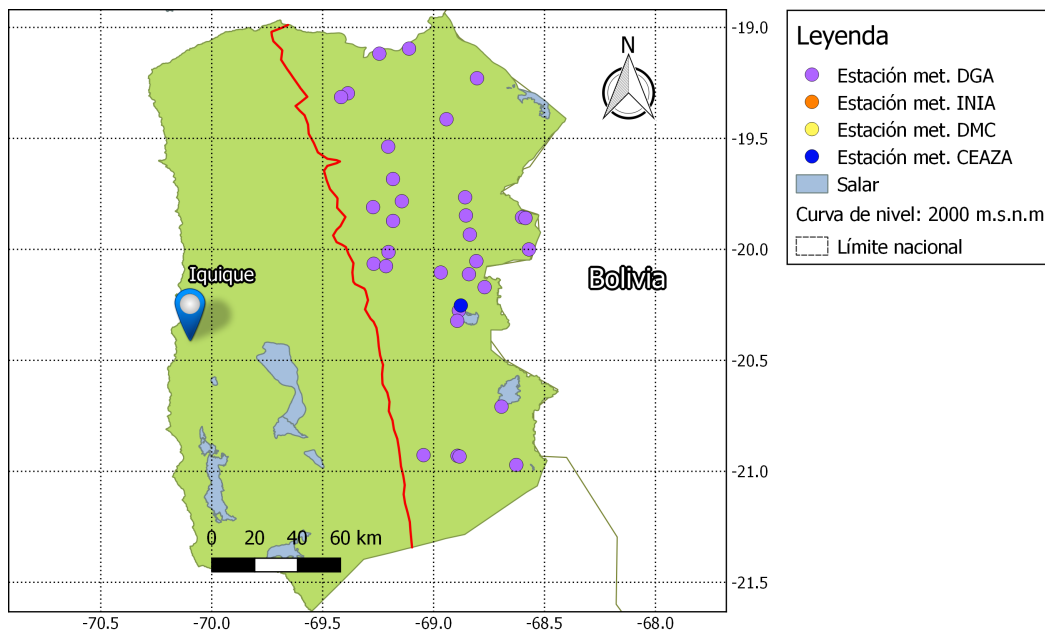 -19.0
-19.5
-20.0
-20.5
-21.0
-21.5
N
Iquique
Bolivia
0 20 40 60 km
-70.5 -70.0 -69.5 -69.0 -68.5 -68.0
Leyenda
Estación met. DGA
Estación met. INIA
Estación met. DMC
Estación met. CEAZA
Salar
Curva de nivel: 2000 m.s.n.m
Límite nacional